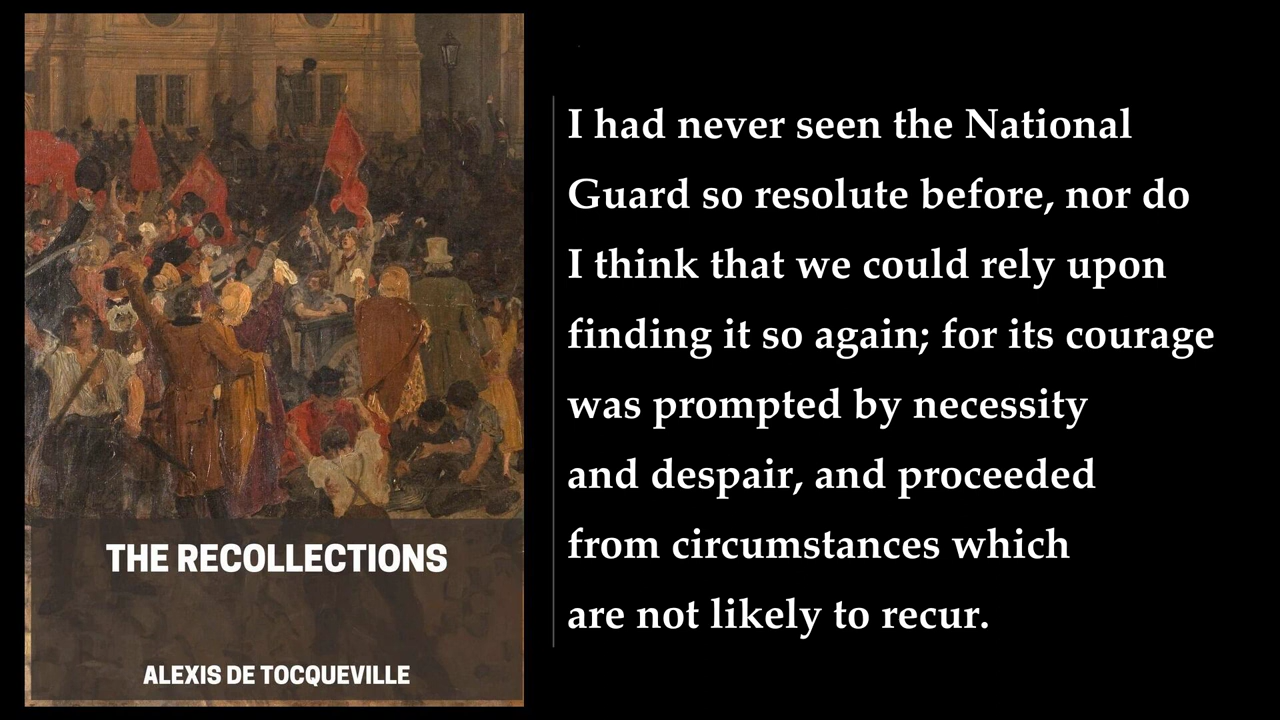 THE RECOLLECTIONS
ALEXIS DE TOCQUEVILLE
I had never seen the National
Guard so resolute before, nor do
I think that we could rely upon
finding it so again; for its courage
was prompted by necessity
and despair, and proceeded
from circumstances which
are not likely to recur.